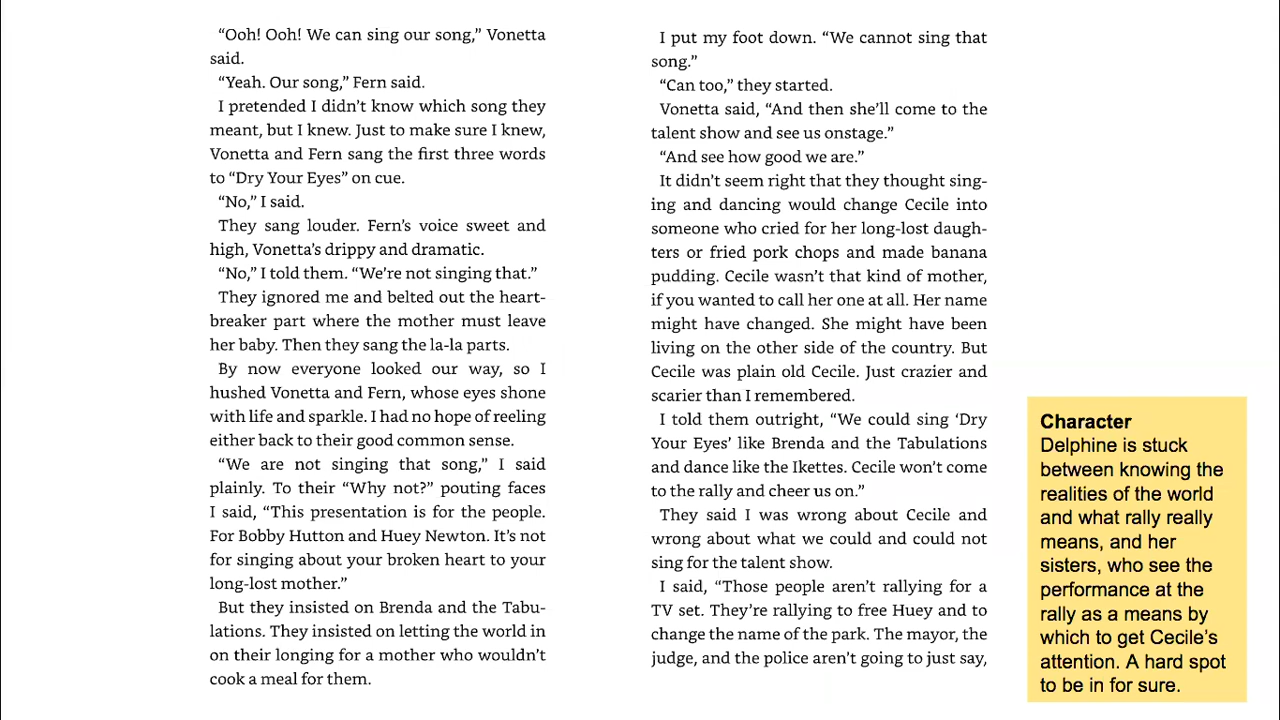 “Ooh! Ooh! We can sing our song,” Vonetta
said.
“Yeah. Our song,” Fern said.
I pretended I didn’t know which song they
meant, but I knew. Just to make sure I knew,
Vonetta and Fern sang the first three words
to “Dry Your Eyes” on cue.
“No,” I said.
They sang louder. Fern’s voice sweet and
high, Vonetta’s drippy and dramatic.
“No,” I told them. “We’re not singing that.”
They ignored me and belted out the heart-
breaker part where the mother must leave
her baby. Then they sang the la-la parts.
By now everyone looked our way, so I
hushed Vonetta and Fern, whose eyes shone
with life and sparkle. I had no hope of reeling
either back to their good common sense.
“We are not singing that song,” I said
plainly. To their “Why not?” pouting faces
I said, “This presentation is for the people.
For Bobby Hutton and Huey Newton. It’s not
for singing about your broken heart to your
long-lost mother.”
But they insisted on Brenda and the Tabu-
lations. They insisted on letting the world in
on their longing for a mother who wouldn’t
cook a meal for them.
I put my foot down. “We cannot sing that
song.”
“Can too,” they started.
Vonetta said, “And then she’ll come to the
talent show and see us onstage.”
“And see how good we are.”
It didn’t seem right that they thought sing-
ing and dancing would change Cecile into
someone who cried for her long-lost daugh-
ters or fried pork chops and made banana
pudding. Cecile wasn’t that kind of mother,
if you wanted to call her one at all. Her name
might have changed. She might have been
living on the other side of the country. But
Cecile was plain old Cecile. Just crazier and
scarier than I remembered.
I told them outright, “We could sing ‘Dry
Your Eyes’ like Brenda and the Tabulations
and dance like the Ikettes. Cecile won’t come
to the rally and cheer us on.”
They said I was wrong about Cecile and
wrong about what we could and could not
sing for the talent show.
I said, “Those people aren’t rallying for a
TV set. They’re rallying to free Huey and to
change the name of the park. The mayor, the
judge, and the police aren’t going to just say,
Character
Delphine is stuck
between knowing the
realities of the world
and what rally really
means, and her
sisters, who see the
performance at the
rally as a means by
which to get Cecile’s
attention. A hard spot
to be in for sure.